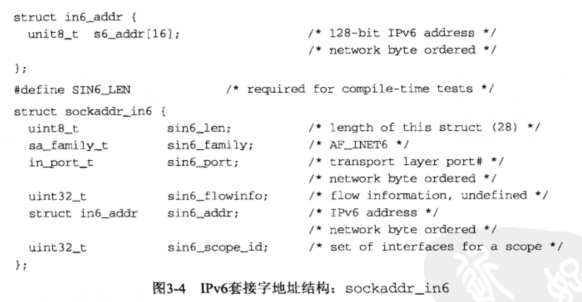 struct in6_addr {
  unit8_t  s6_addr[16];                /* 128-bit IPv6 address */
                                       /* network byte ordered */
};
#define SIN6_LEN            /* required for compile-time tests */
struct sockaddr_in6 {
  uint8_t          sin6_len;           /* length of this struct (28) */
  sa_family_t      sin6_family;        /* AF_INET6 */
  in_port_t        sin6_port;          /* transport layer port# */
                                       /* network byte ordered */
  uint32_t         sin6_flowinfo;      /* flow information, undefined */
  struct in6_addr  sin6_addr;          /* IPv6 address */
                                       /* network byte ordered */
  uint32_t         sin6_scope_id;      /* set of interfaces for a scope */
};
图3-4 IPv6套接字地址结构：sockaddr_in6